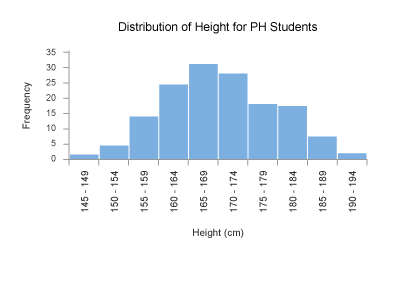 Distribution of Height for PH Students
Frequency
35
30
25
20
15
10
5
0
145 - 149
150 - 154
155 - 159
160 - 164
165 - 169
170 - 174
175 - 179
180 - 184
185 - 189
190 - 194
Height (cm)